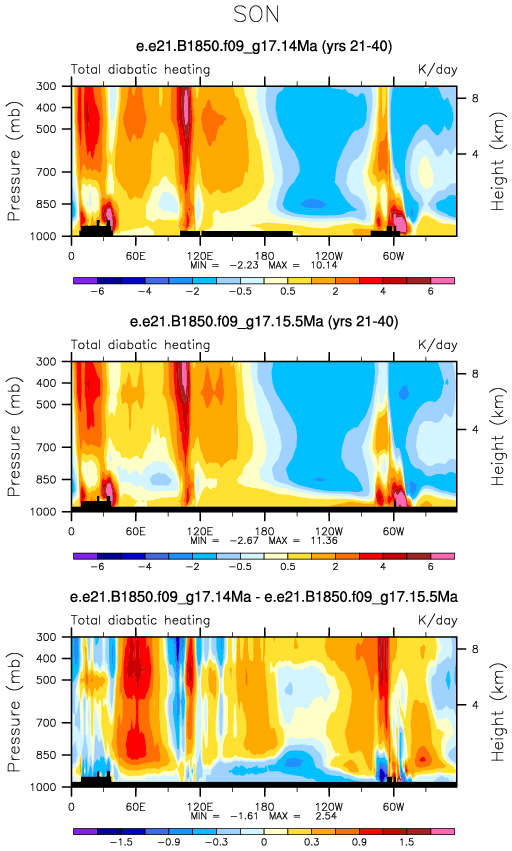 SON
e.e21.B1850.f09_g17.14Ma (yrs 21-40)
Total diabatic heating K/day
300
400
500
700
850
1000
Pressure (mb)
8
4
Height (km)
0 60E 120E 180 120W 60W
MIN = -2.23 MAX = 10.14
-6 -4 -2 -0.5 0.5 2 4 6
e.e21.B1850.f09_g17.15.5Ma (yrs 21-40)
Total diabatic heating K/day
300
400
500
700
850
1000
Pressure (mb)
8
4
Height (km)
0 60E 120E 180 120W 60W
MIN = -2.67 MAX = 11.36
-6 -4 -2 -0.5 0.5 2 4 6
e.e21.B1850.f09_g17.14Ma - e.e21.B1850.f09_g17.15.5Ma
Total diabatic heating K/day
300
400
500
700
850
1000
Pressure (mb)
8
4
Height (km)
0 60E 120E 180 120W 60W
MIN = -1.61 MAX = 2.54
-1.5 -0.9 -0.3 0 0.3 0.9 1.5